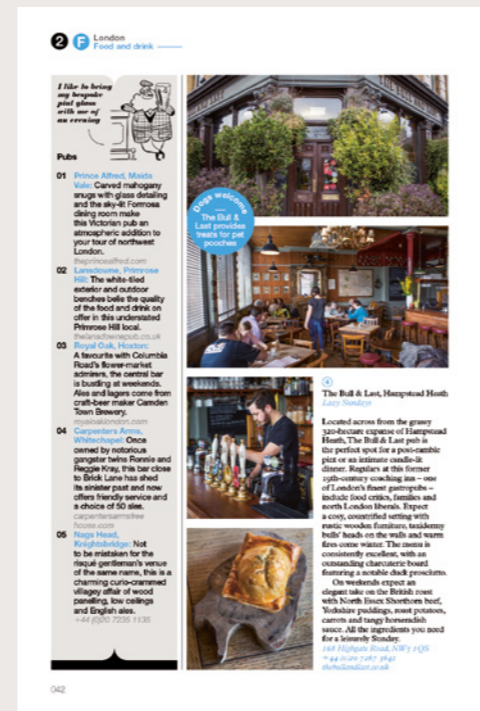 2 F London
Food and drink
I like to bring
my bespoke
pint glass
with me of
an evening
Pubs
01 Prince Alfred, Maida
Vale: Carved mahogany
snugs with glass detailing
and the sky-lit Formosa
dining room make
this Victorian pub an
atmospheric addition to
your tour of northwest
London.
theprincealfred.com
02 Lansdowne, Primrose
Hill: The white-tiled
exterior and outdoor
benches belie the quality
of the food and drink on
offer in this understated
Primrose Hill local.
thelansdownepub.co.uk
03 Royal Oak, Hoxton:
A favourite with Columbia
Road's flower-market
admirers, the central bar
is bustling at weekends.
Ales and lagers come from
craft-beer maker Camden
Town Brewery.
royaloaklondon.com
04 Carpenters Arms,
Whitechapel: Once
owned by notorious
gangster twins Ronnie and
Reggie Kray, this bar close
to Brick Lane has shed
its sinister past and now
offers friendly service and
a choice of 50 ales.
carpentersarmsfree
house.com
05 Nags Head,
Knightsbridge: Not
to be mistaken for the
risqué gentleman's venue
of the same name, this is a
charming curio-crammed
villagey affair of wood
panelling, low ceilings
and English ales.
+44 (0)20 7235 1135
Dogs welcome
The Bull &
Last provides
treats for pet
pooches
4
The Bull & Last, Hampstead Heath
Lazy Sundays
Located across from the grassy
320-hectare expanse of Hampstead
Heath, The Bull & Last pub is
the perfect spot for a post-ramble
pint or an intimate candle-lit
dinner. Regulars at this former
19th-century coaching inn – one
of London's finest gastropubs –
include food critics, families and
north London liberals. Expect
a cosy, countrified setting with
rustic wooden furniture, taxidermy
bulls' heads on the walls and warm
fires come winter. The menu is
consistently excellent, with an
outstanding charcuterie board
featuring a notable duck prosciutto.
On weekends expect an
elegant take on the British roast
with North Essex Shorthorn beef,
Yorkshire puddings, roast potatoes,
carrots and tangy horseradish
sauce. All the ingredients you need
for a leisurely Sunday.
168 Highgate Road, NW5 1QS
+44 (0)20 7267 3641
thebullandlast.co.uk
042